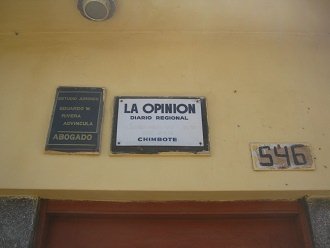 ESTUDIO JURIDICO
EDUARDO W.
RIVERA
ADVINCULA
ABOGADO
LA OPINION
DIARIO REGIONAL
CHIMBOTE
546